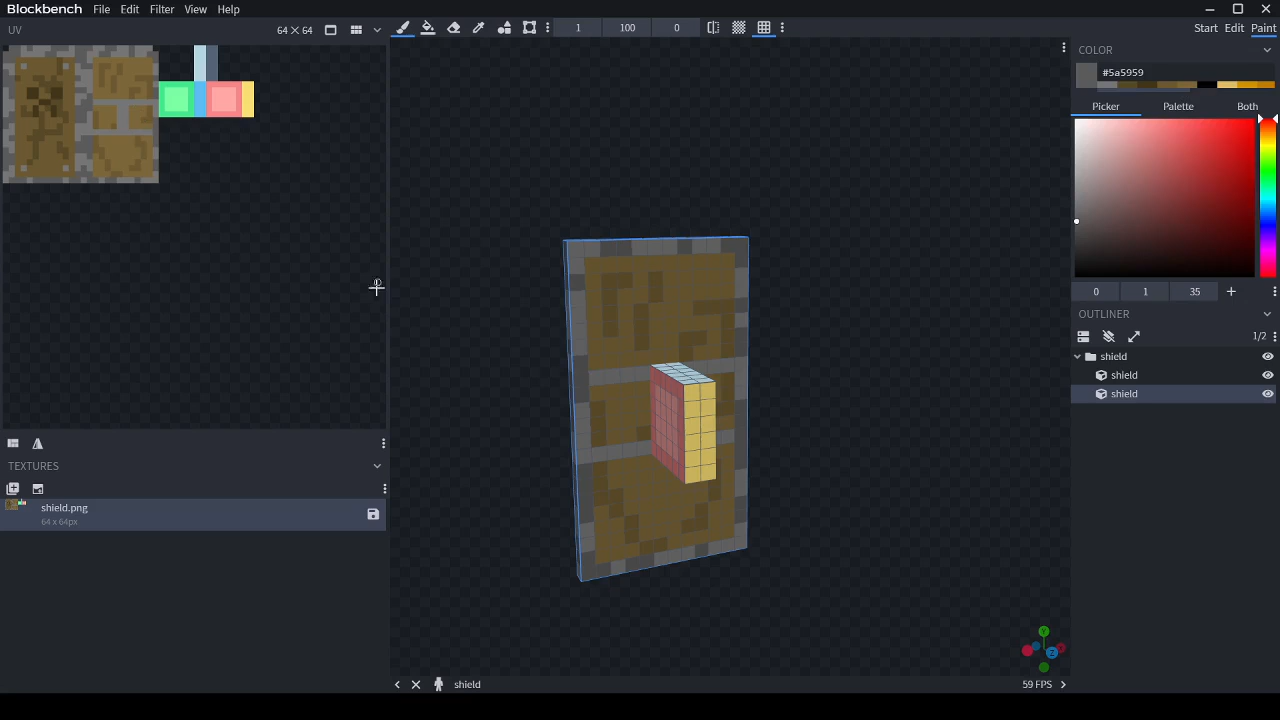 Blockbench File Edit Filter View Help
UV 64 × 64
1 100 0
Start Edit Paint
COLOR
#5a5959
Picker Palette Both
0 1 35
OUTLINER
1/2
shield
shield
shield
TEXTURES
shield.png
64 x 64px
shield 59 FPS